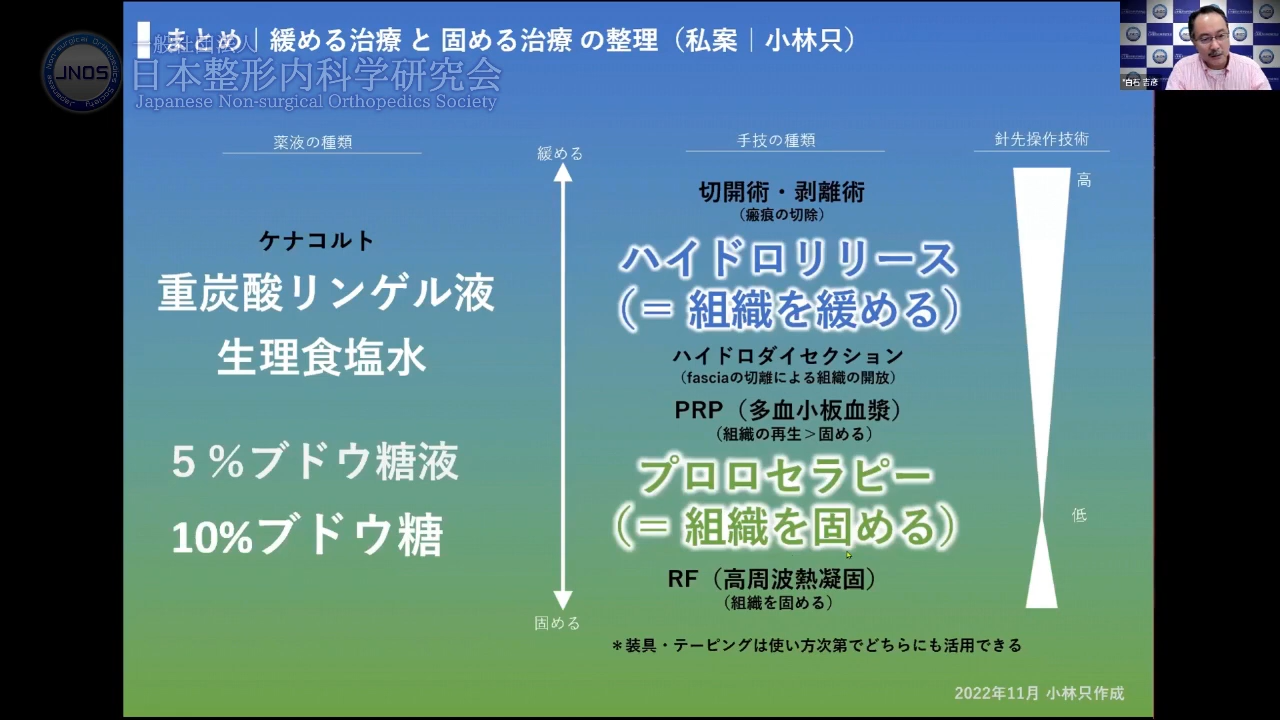 まとめ｜緩める治療 と 固める治療 の整理（私案｜小林只）
一般社団法人
日本整形内科学研究会
Japanese Non-surgical Orthopedics Society
JNOS
白石 吉彦
薬液の種類
ケナコルト
重炭酸リンゲル液
生理食塩水
5％ブドウ糖液
10%ブドウ糖
緩める
固める
手技の種類
切開術・剥離術
（瘢痕の切除）
ハイドロリリース
（= 組織を緩める）
ハイドロダイセクション
（fasciaの切離による組織の開放）
PRP（多血小板血漿）
（組織の再生＞固める）
プロロセラピー
（= 組織を固める）
RF（高周波熱凝固）
（組織を固める）
針先操作技術
高
低
＊装具・テーピングは使い方次第でどちらにも活用できる
2022年11月 小林只作成